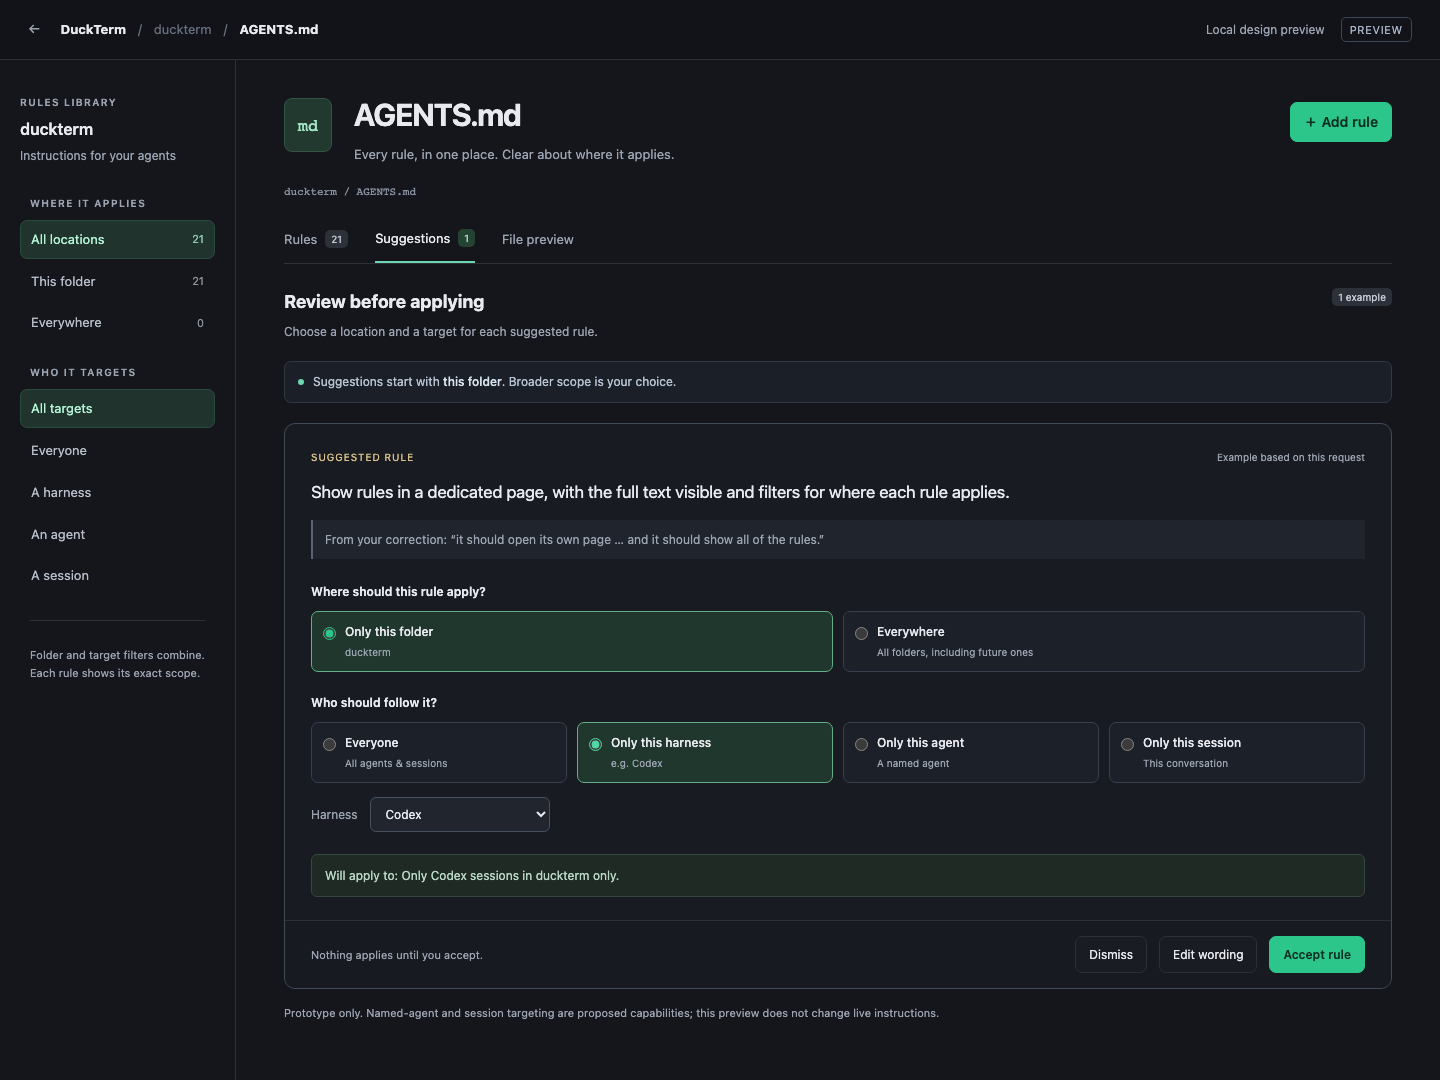 ← DuckTerm / duckterm / AGENTS.md
Local design preview PREVIEW
RULES LIBRARY
duckterm
Instructions for your agents
WHERE IT APPLIES
All locations 21
This folder 21
Everywhere 0
WHO IT TARGETS
All targets
Everyone
A harness
An agent
A session
Folder and target filters combine.
Each rule shows its exact scope.
md
AGENTS.md
Every rule, in one place. Clear about where it applies.
+ Add rule
duckterm / AGENTS.md
Rules 21 Suggestions 1 File preview
Review before applying
1 example
Choose a location and a target for each suggested rule.
Suggestions start with this folder. Broader scope is your choice.
SUGGESTED RULE
Example based on this request
Show rules in a dedicated page, with the full text visible and filters for where each rule applies.
From your correction: “it should open its own page … and it should show all of the rules.”
Where should this rule apply?
Only this folder
duckterm
Everywhere
All folders, including future ones
Who should follow it?
Everyone
All agents & sessions
Only this harness
e.g. Codex
Only this agent
A named agent
Only this session
This conversation
Harness Codex
Will apply to: Only Codex sessions in duckterm only.
Nothing applies until you accept.
Dismiss Edit wording Accept rule
Prototype only. Named-agent and session targeting are proposed capabilities; this preview does not change live instructions.